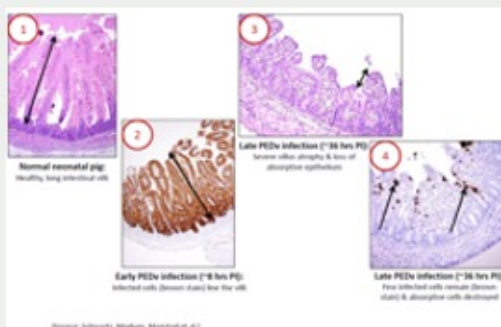 1
Normal neonatal pig:
Healthy, long intestinal villi
2
Early PEDv infection (~8 hrs PI):
Infected cells (brown stain) line the villi
3
Late PEDv infection (~36 hrs PI):
Severe villus atrophy & loss of
absorptive epithelium
4
Late PEDv infection (~36 hrs PI)
Few infected cells remain (brown
stain) & absorptive cells destroyed